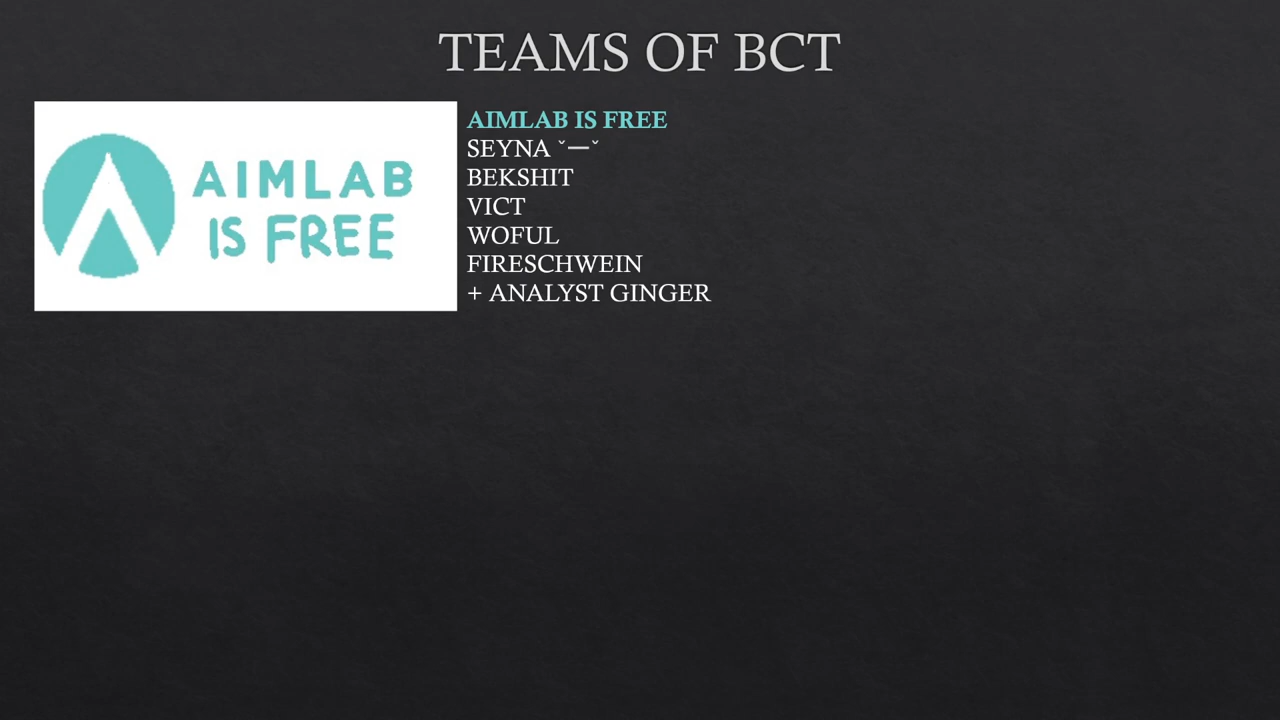 TEAMS OF BCT
AIMLAB
IS FREE
AIMLAB IS FREE
SEYNA ˇ—ˇ
BEKSHIT
VICT
WOFUL
FIRESCHWEIN
+ ANALYST GINGER